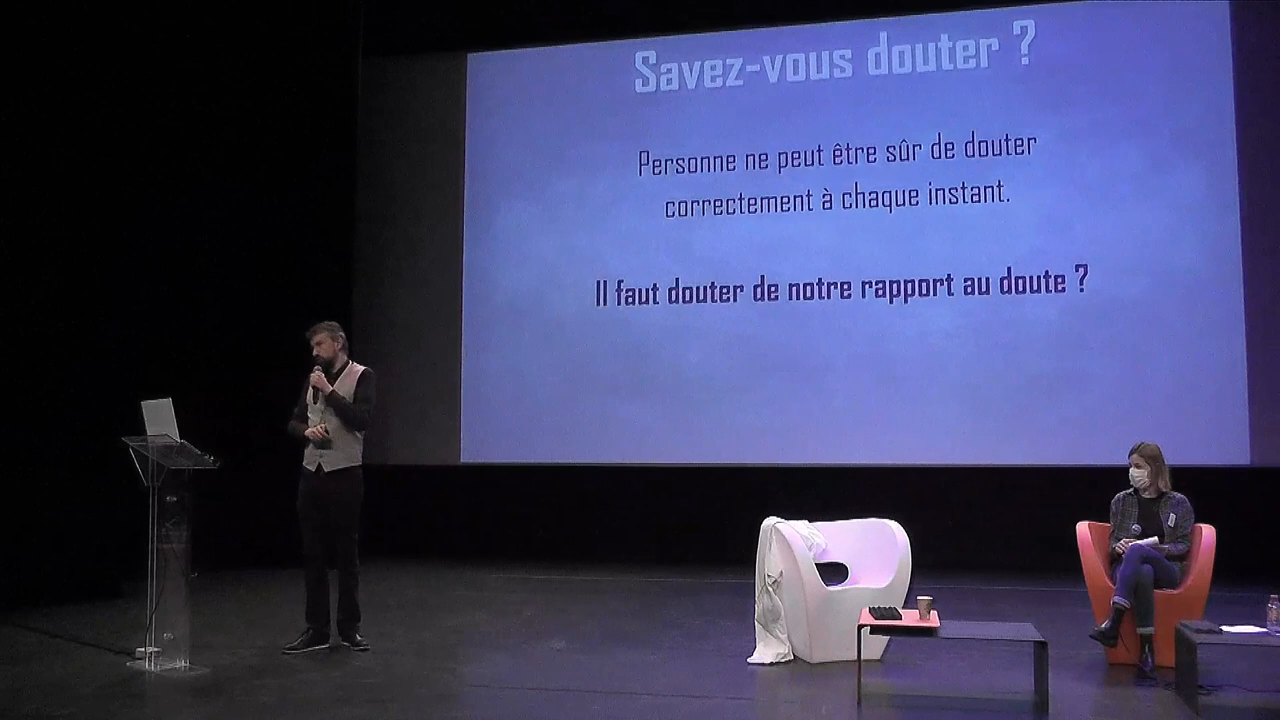 Savez-vous douter ?
Personne ne peut être sûr de douter
correctement à chaque instant.
Il faut douter de notre rapport au doute ?